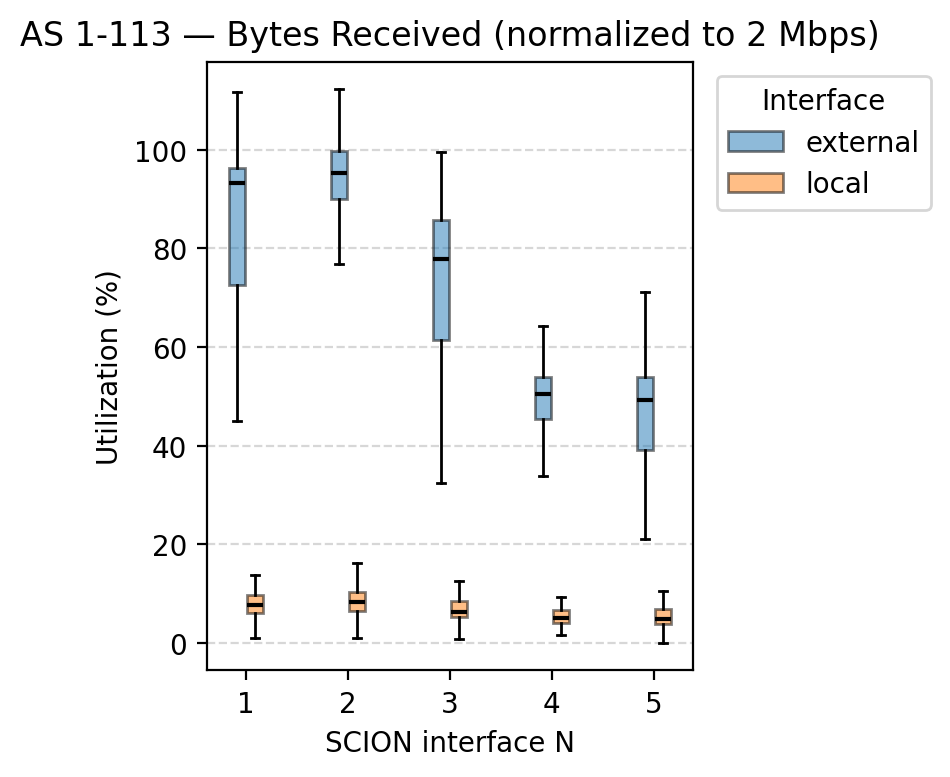 AS 1-113 — Bytes Received (normalized to 2 Mbps)
Interface
external
local
Utilization (%)
100
80
60
40
20
0
1 2 3 4 5
SCION interface N